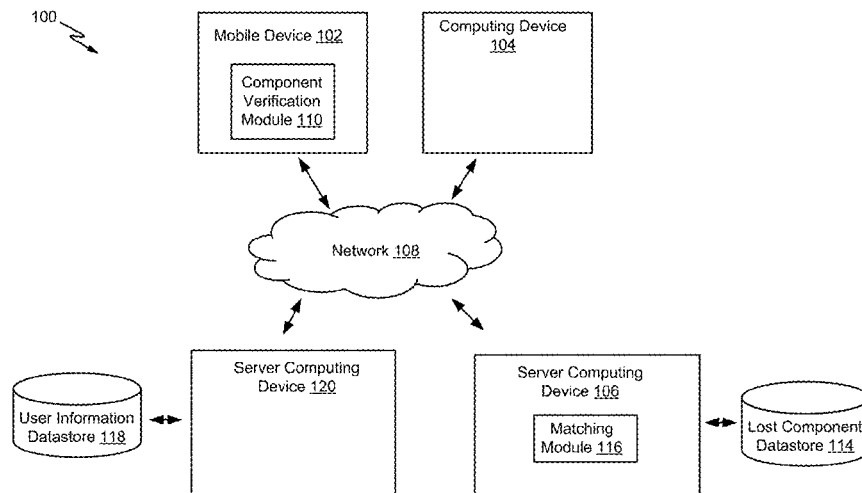 100
Mobile Device 102
Component
Verification
Module 110
Computing Device
104
Network 108
Server Computing
Device 120
User Information
Datastore 118
Server Computing
Device 106
Matching
Module 116
Lost Component
Datastore 114